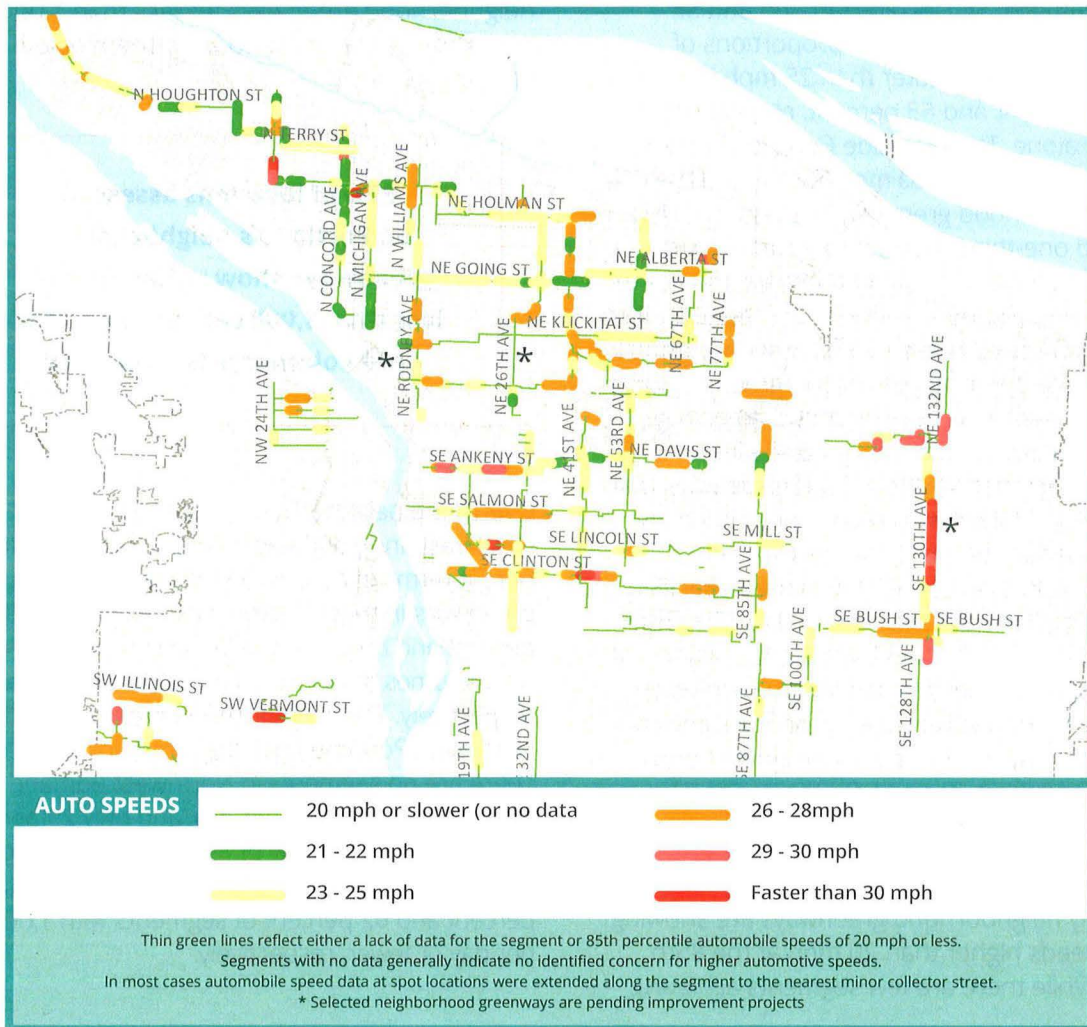 N HOUGHTON ST
N TERRY ST
N CONCORD AVE
N MICHIGAN AVE
N WILLIAMS AVE
NE HOLMAN ST
NE GOING ST
NE ALBERTA ST
NE KLICKITAT ST
NE RODNEY AVE
*
NE 26TH AVE
*
NE 67TH AVE
NE 77TH AVE
NW 24TH AVE
NE 132ND AVE
NE 41ST AVE
NE 53RD AVE
SE ANKENY ST
NE DAVIS ST
SE SALMON ST
SE LINCOLN ST
SE MILL ST
SE CLINTON ST
SE 130TH AVE
*
SE 85TH AVE
SE BUSH ST
SE BUSH ST
SE 100TH AVE
SE 128TH AVE
SW ILLINOIS ST
SW VERMONT ST
19TH AVE
32ND AVE
SE 87TH AVE
AUTO SPEEDS
20 mph or slower (or no data
21 - 22 mph
23 - 25 mph
26 - 28mph
29 - 30 mph
Faster than 30 mph
Thin green lines reflect either a lack of data for the segment or 85th percentile automobile speeds of 20 mph or less.
Segments with no data generally indicate no identified concern for higher automotive speeds.
In most cases automobile speed data at spot locations were extended along the segment to the nearest minor collector street.
* Selected neighborhood greenways are pending improvement projects